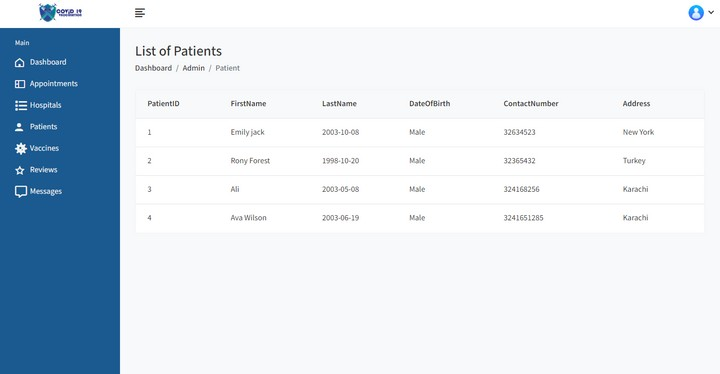 COVID 19
List of Patients
Dashboard / Admin / Patient
Main
Dashboard
Appointments
Hospitals
Patients
Vaccines
Reviews
Messages
PatientID FirstName LastName DateOfBirth ContactNumber Address
1 Emily jack 2003-10-08 Male 32634523 New York
2 Rony Forest 1998-10-20 Male 32365432 Turkey
3 Ali 2003-05-08 Male 324168256 Karachi
4 Ava Wilson 2003-06-19 Male 3241651285 Karachi